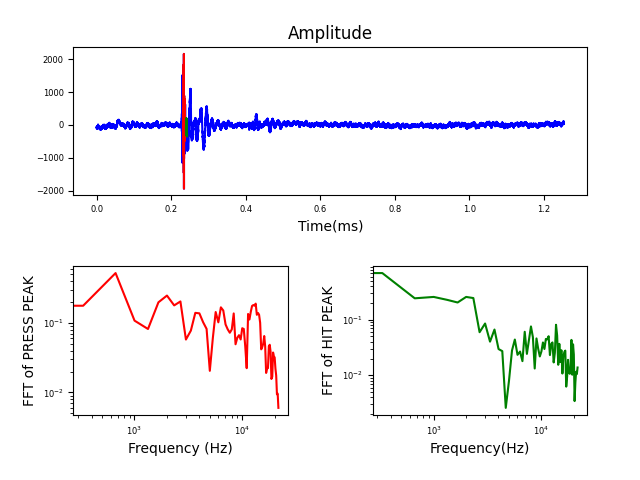 Amplitude
2000
1000
0
−1000
−2000
0.0 0.2 0.4 0.6 0.8 1.0 1.2
Time(ms)
FFT of PRESS PEAK
10⁻¹
10⁻²
10³ 10⁴
Frequency (Hz)
FFT of HIT PEAK
10⁻¹
10⁻²
10³ 10⁴
Frequency(Hz)